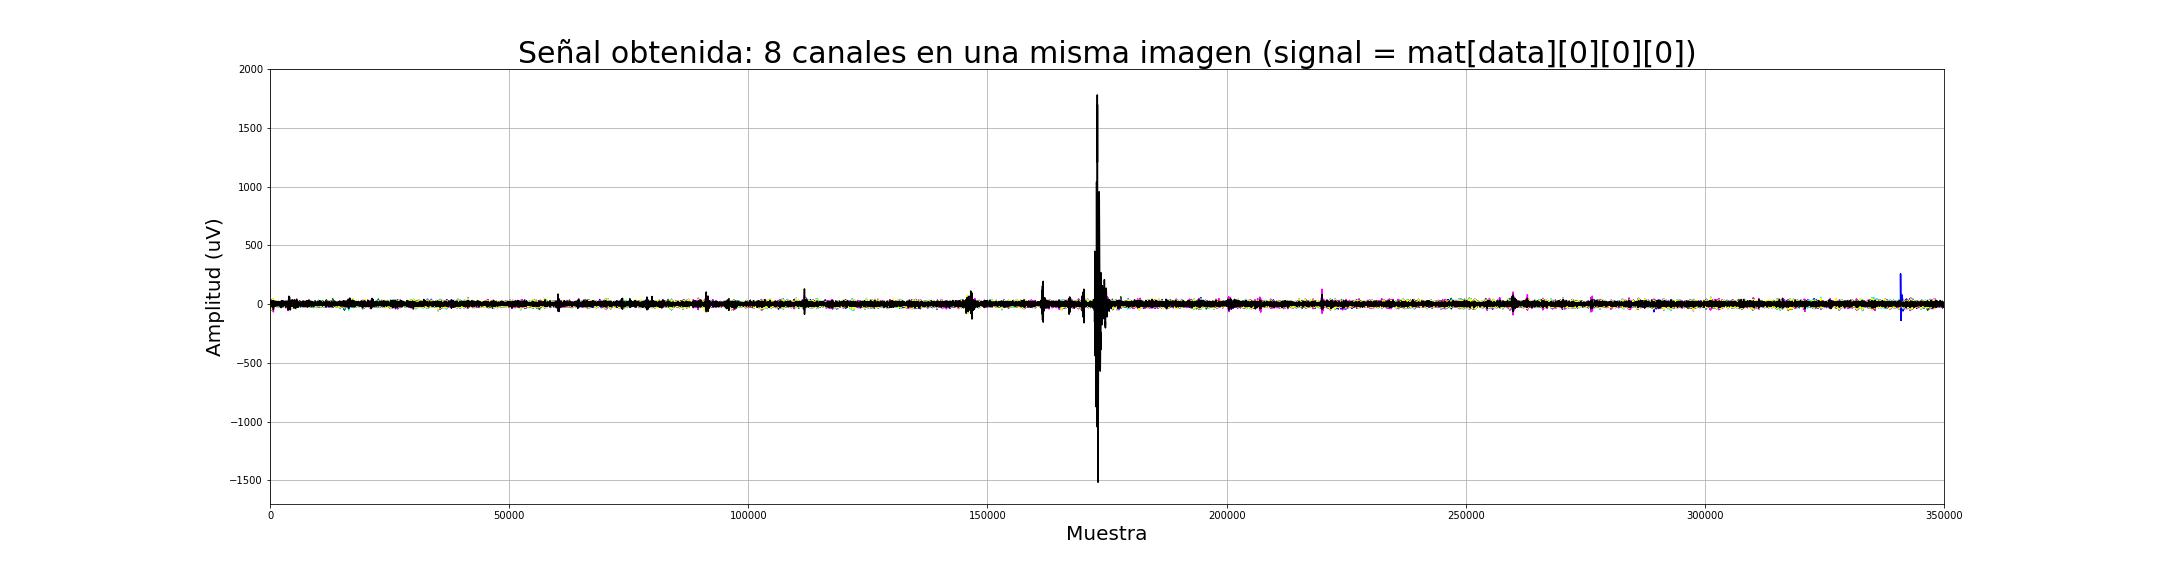 Señal obtenida: 8 canales en una misma imagen (signal = mat[data][0][0][0])
2000
1500
1000
500
0
−500
−1000
−1500
Amplitud (uV)
0 50000 100000 150000 200000 250000 300000 350000
Muestra